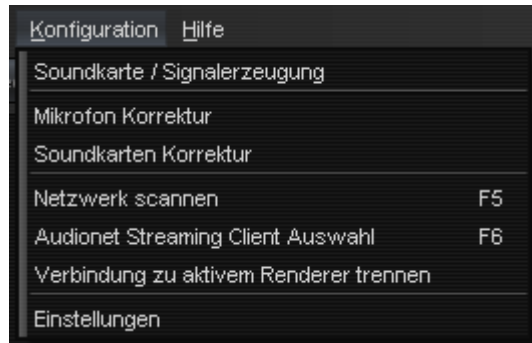 Konfiguration Hilfe
Soundkarte / Signalerzeugung
Mikrofon Korrektur
Soundkarten Korrektur
Netzwerk scannen F5
Audionet Streaming Client Auswahl F6
Verbindung zu aktivem Renderer trennen
Einstellungen